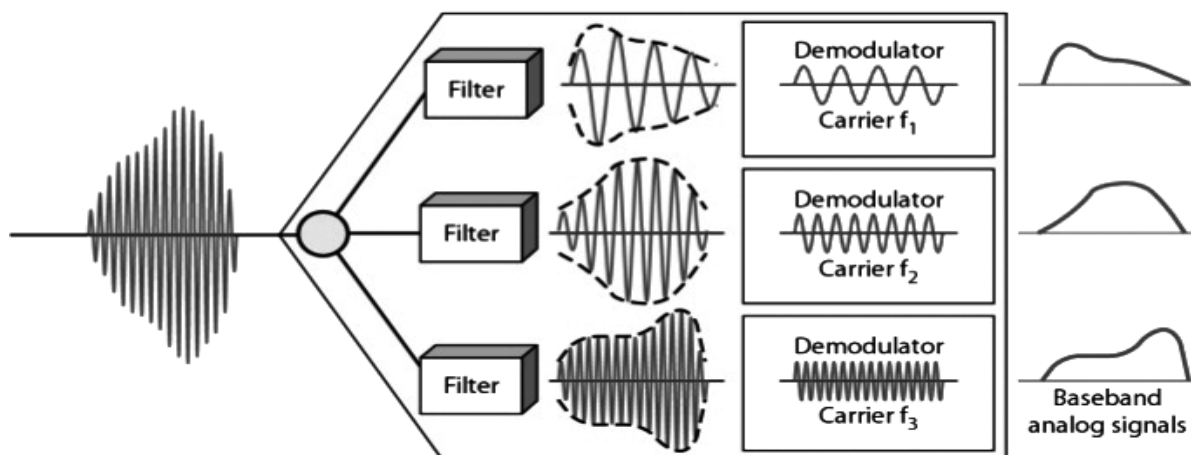 Filter
Demodulator
Carrier f₁
Filter
Demodulator
Carrier f₂
Filter
Demodulator
Carrier f₃
Baseband
analog signals